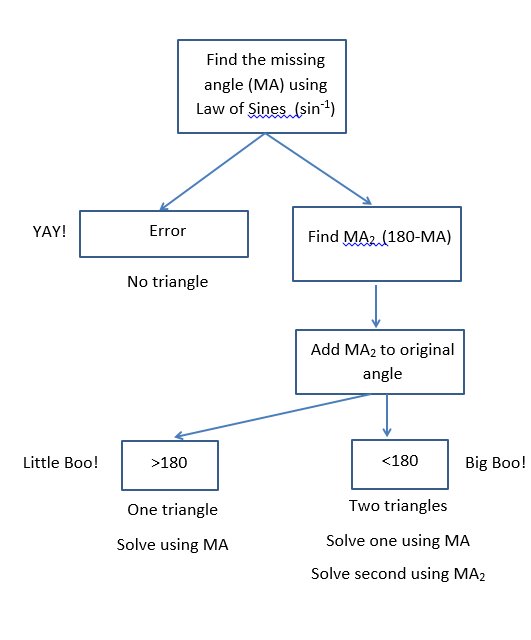 Find the missing
angle (MA) using
Law of Sines (sin⁻¹)
YAY!
Error
Find MA₂ (180-MA)
No triangle
Add MA₂ to original
angle
Little Boo!
>180
<180
Big Boo!
One triangle
Two triangles
Solve using MA
Solve one using MA
Solve second using MA₂